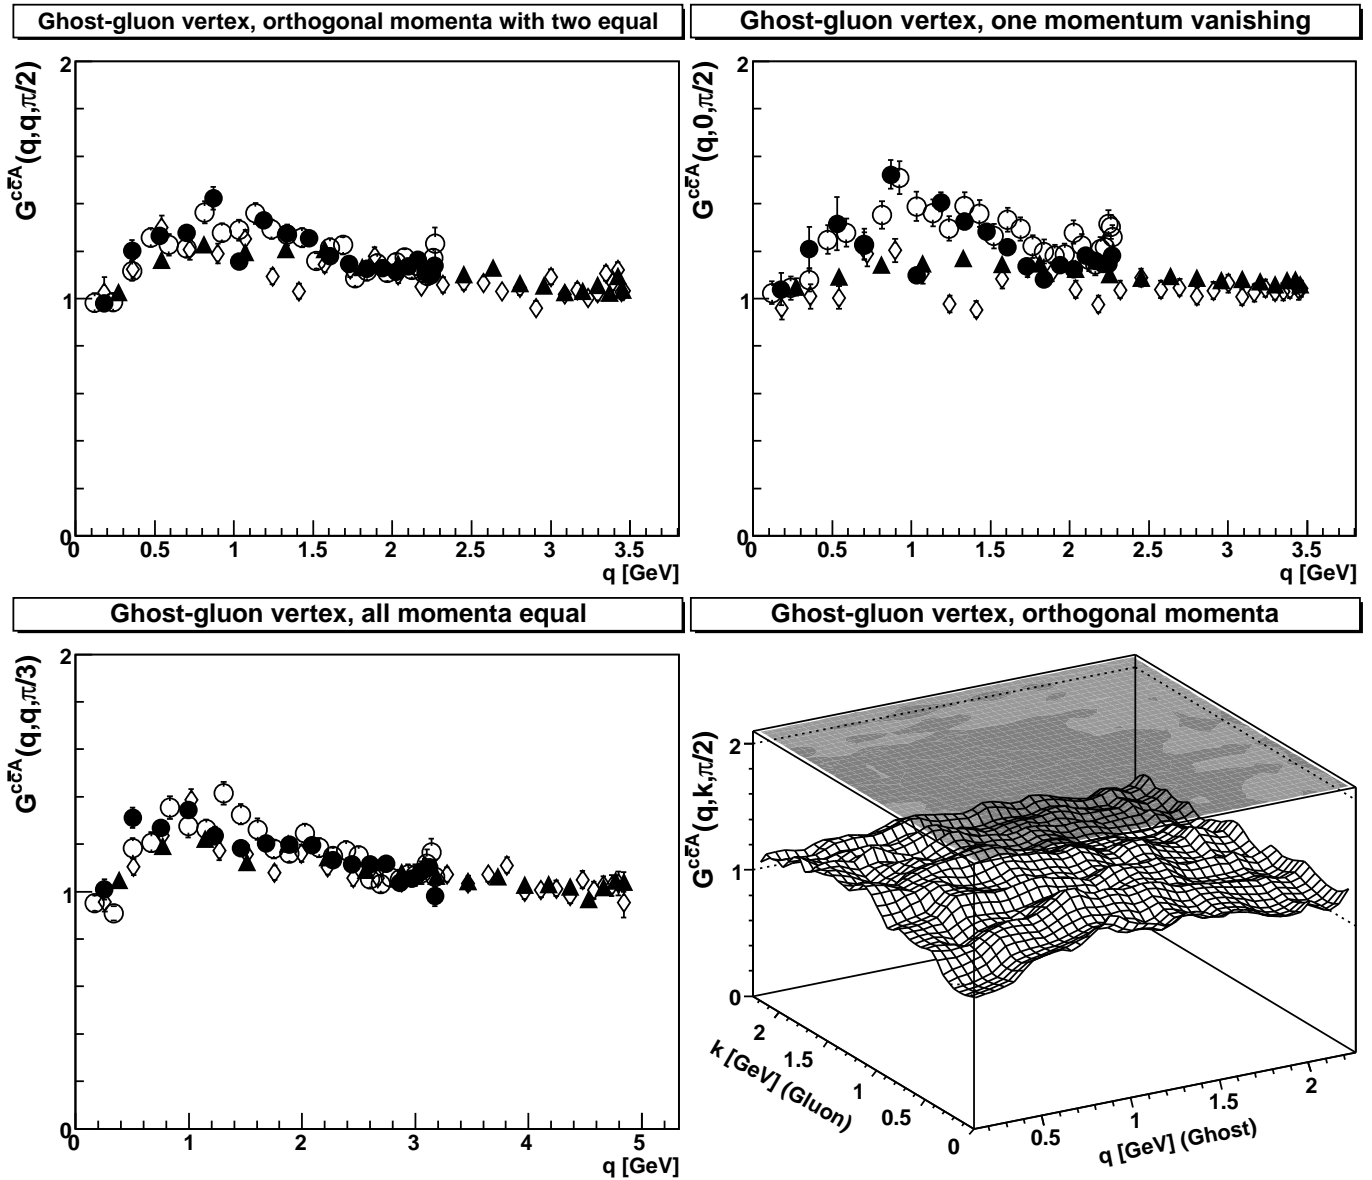 Ghost-gluon vertex, orthogonal momenta with two equal
G^{cc̄A}(q,q,π/2)
2
1
0
0 0.5 1 1.5 2 2.5 3 3.5
q [GeV]
Ghost-gluon vertex, one momentum vanishing
G^{cc̄A}(q,0,π/2)
2
1
0
0 0.5 1 1.5 2 2.5 3 3.5
q [GeV]
Ghost-gluon vertex, all momenta equal
G^{cc̄A}(q,q,π/3)
2
1
0
0 1 2 3 4 5
q [GeV]
Ghost-gluon vertex, orthogonal momenta
G^{cc̄A}(q,k,π/2)
2
1
0
2 1.5 1 0.5 0
k [GeV] (Gluon)
0.5 1 1.5 2
q [GeV] (Ghost)